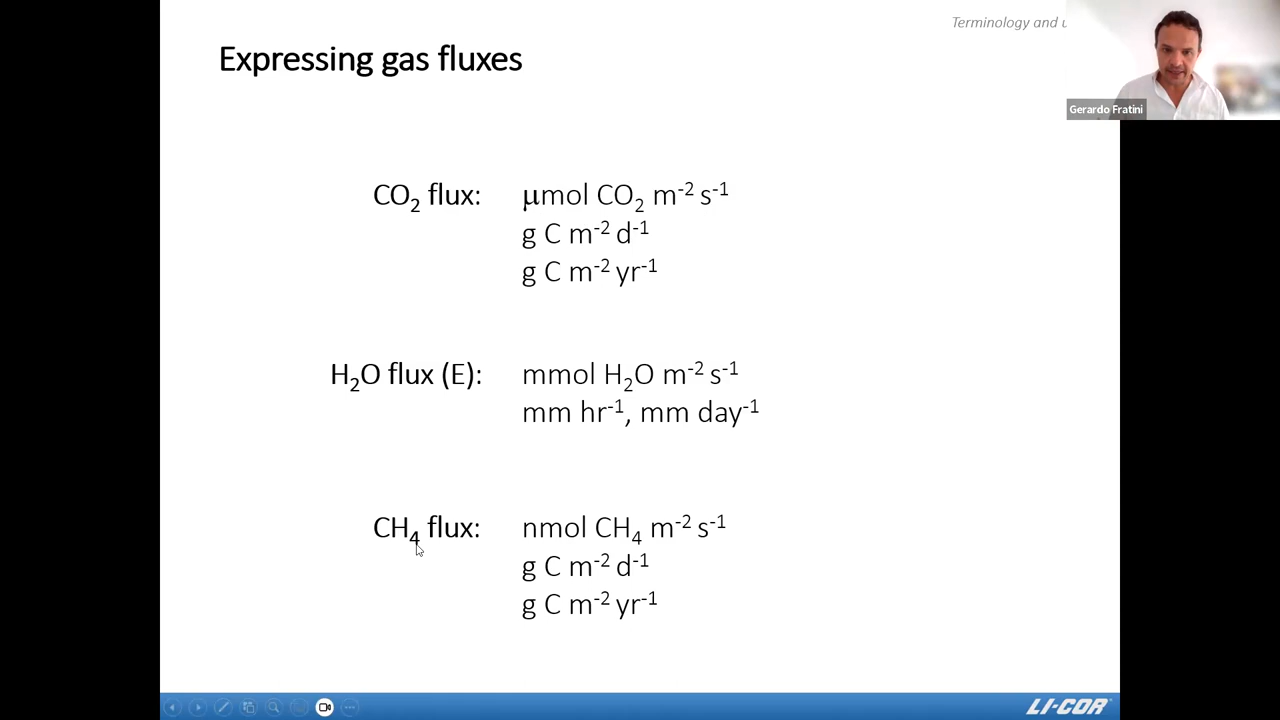 Terminology and u
Expressing gas fluxes
Gerardo Fratini
CO₂ flux: μmol CO₂ m⁻² s⁻¹
g C m⁻² d⁻¹
g C m⁻² yr⁻¹
H₂O flux (E): mmol H₂O m⁻² s⁻¹
mm hr⁻¹, mm day⁻¹
CH₄ flux: nmol CH₄ m⁻² s⁻¹
g C m⁻² d⁻¹
g C m⁻² yr⁻¹
LI-COR